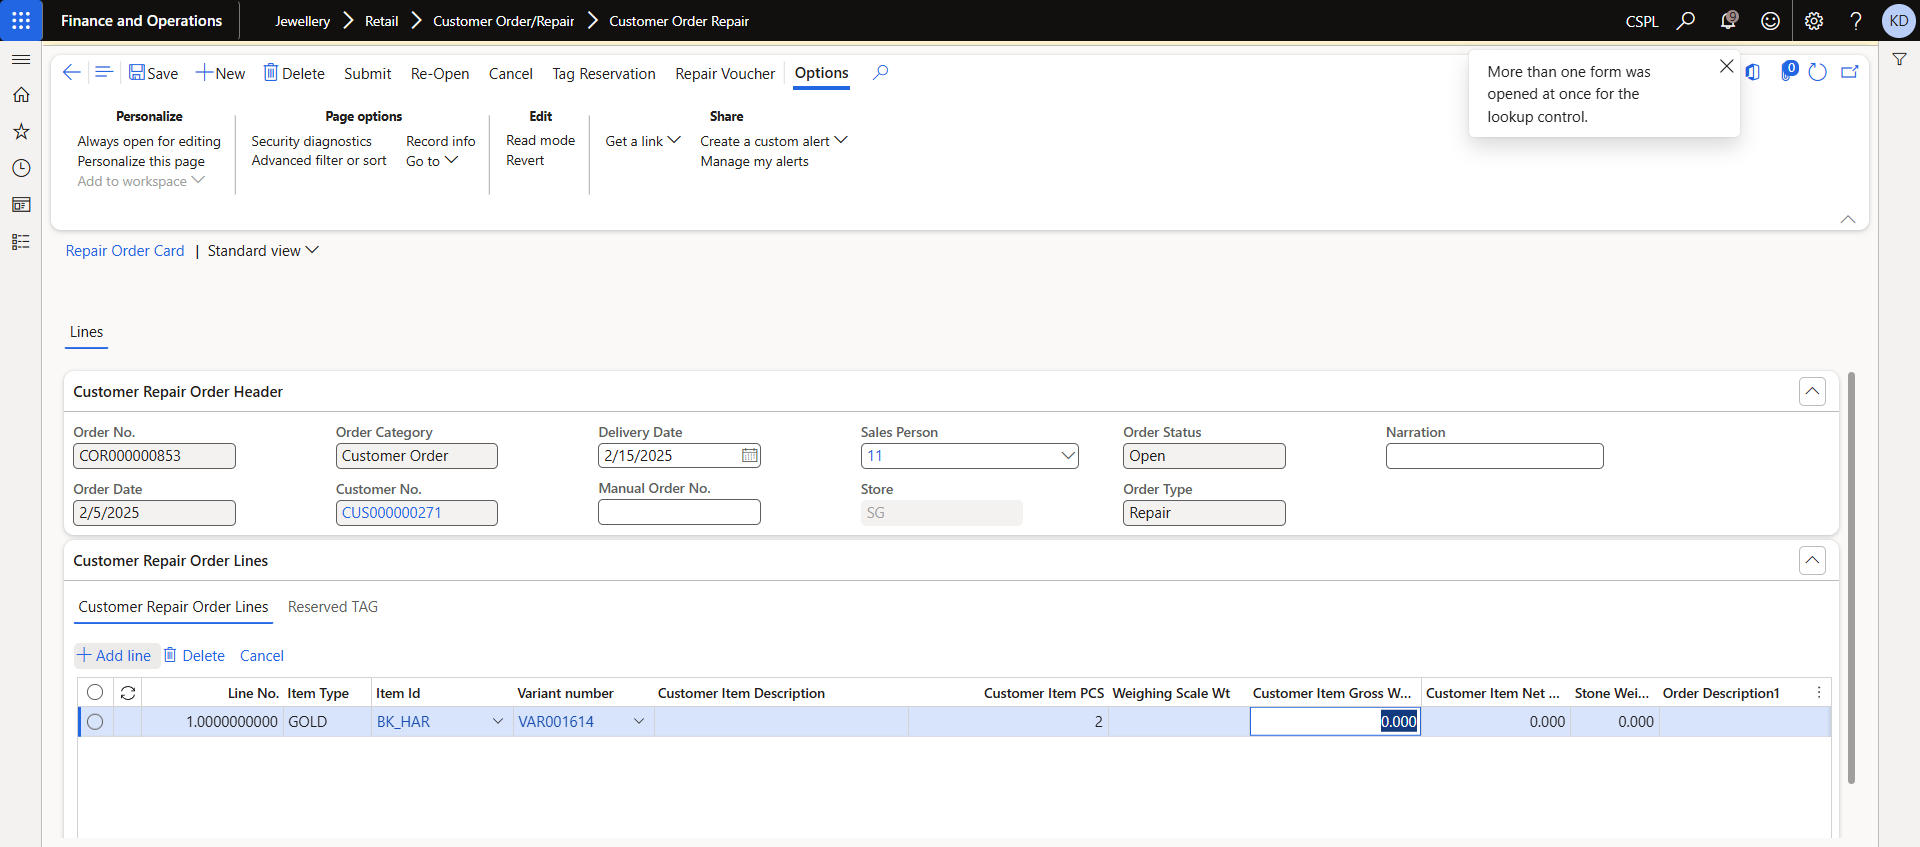 Finance and Operations
Jewellery Retail Customer Order/Repair Customer Order Repair
CSPL
9
?
KD
Save New Delete Submit Re-Open Cancel Tag Reservation Repair Voucher Options
0
More than one form was
opened at once for the
lookup control.
Personalize
Always open for editing
Personalize this page
Add to workspace
Page options
Security diagnostics
Advanced filter or sort
Record info
Go to
Edit
Read mode
Revert
Share
Get a link
Create a custom alert
Manage my alerts
Repair Order Card | Standard view
Lines
Customer Repair Order Header
Order No. Order Category Delivery Date Sales Person Order Status Narration
COR000000853 Customer Order 2/15/2025 11 Open
Order Date Customer No. Manual Order No. Store Order Type
2/5/2025 CUS000000271 SG Repair
Customer Repair Order Lines
Customer Repair Order Lines Reserved TAG
Add line Delete Cancel
Line No. Item Type Item Id Variant number Customer Item Description Customer Item PCS Weighing Scale Wt Customer Item Gross W... Customer Item Net ... Stone Wei... Order Description1
1.0000000000 GOLD BK_HAR VAR001614 2 0.000 0.000 0.000